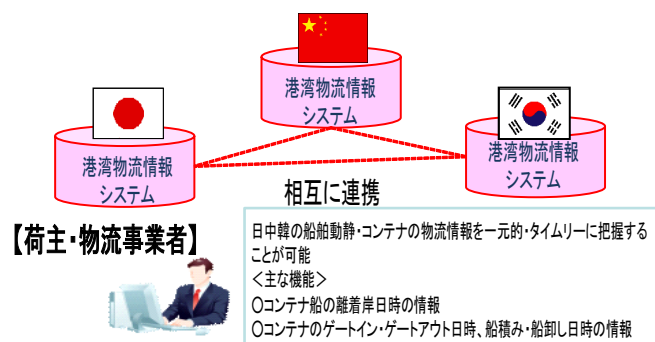 港湾物流情報
システム
港湾物流情報
システム
港湾物流情報
システム
相互に連携
【荷主・物流事業者】
日中韓の船舶動静・コンテナの物流情報を一元的・タイムリーに把握する
ことが可能
＜主な機能＞
○コンテナ船の離着岸日時の情報
○コンテナのゲートイン・ゲートアウト日時、船積み・船卸し日時の情報